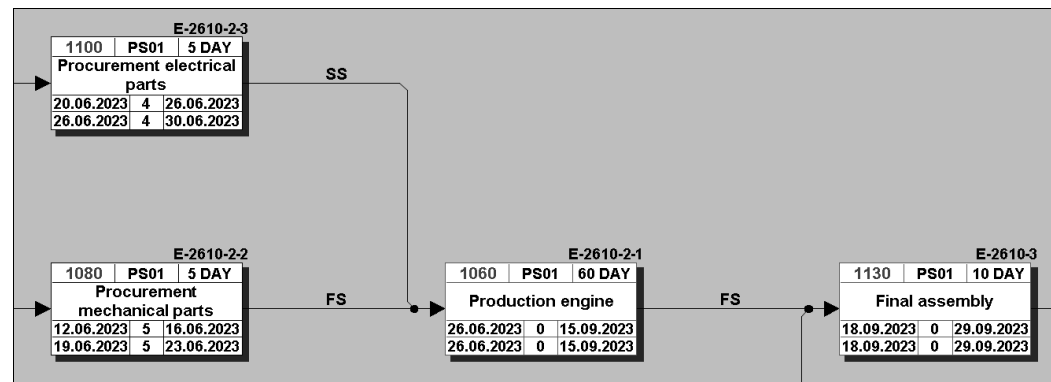 E-2610-2-3
1100 PS01 5 DAY
Procurement electrical
parts
20.06.2023 4 26.06.2023
26.06.2023 4 30.06.2023
SS
E-2610-2-2
1080 PS01 5 DAY
Procurement
mechanical parts
12.06.2023 5 16.06.2023
19.06.2023 5 23.06.2023
FS
E-2610-2-1
1060 PS01 60 DAY
Production engine
26.06.2023 0 15.09.2023
26.06.2023 0 15.09.2023
FS
E-2610-3
1130 PS01 10 DAY
Final assembly
18.09.2023 0 29.09.2023
18.09.2023 0 29.09.2023